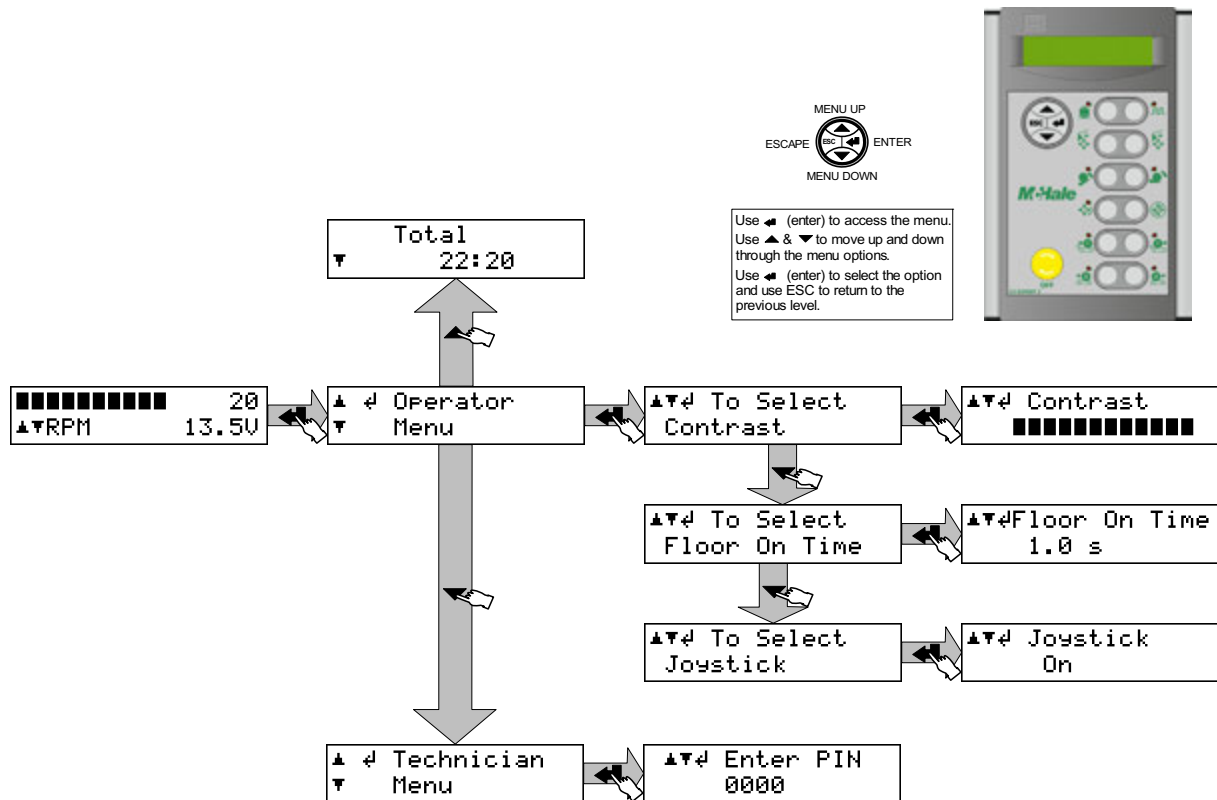 MENU UP
ESCAPE ESC ENTER
MENU DOWN
Use ↵ (enter) to access the menu.
Use ▲ & ▼ to move up and down
through the menu options.
Use ↵ (enter) to select the option
and use ESC to return to the
previous level.
ESC
McHale
OFF
Total
▼ 22:20
20
▲▼RPM 13.5V
▲ ↵ Operator
▼ Menu
▲▼↵ To Select
Contrast
▲▼↵ Contrast
▲▼↵ To Select
Floor On Time
▲▼↵Floor On Time
1.0 s
▲▼↵ To Select
Joystick
▲▼↵ Joystick
On
▲ ↵ Technician
▼ Menu
▲▼↵ Enter PIN
0000